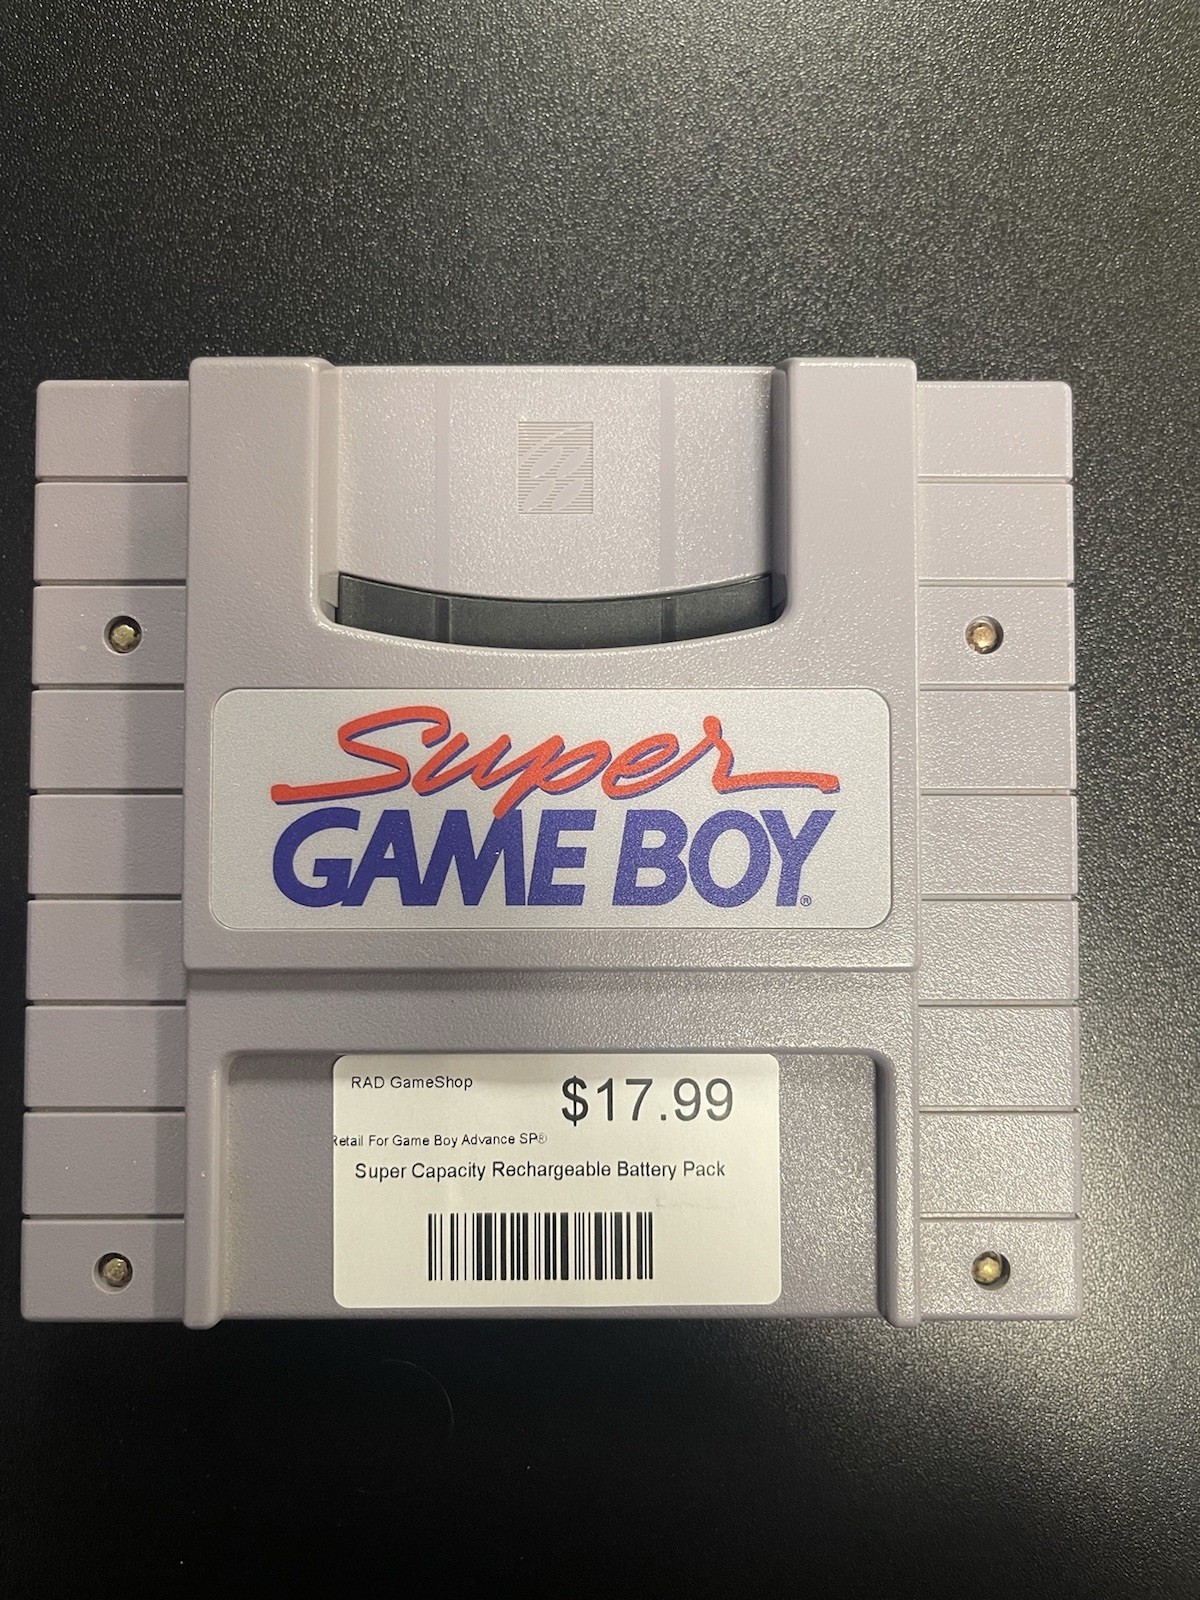 Super
GAME BOY®
RAD GameShop
$17.99
Retail For Game Boy Advance SP®
Super Capacity Rechargeable Battery Pack